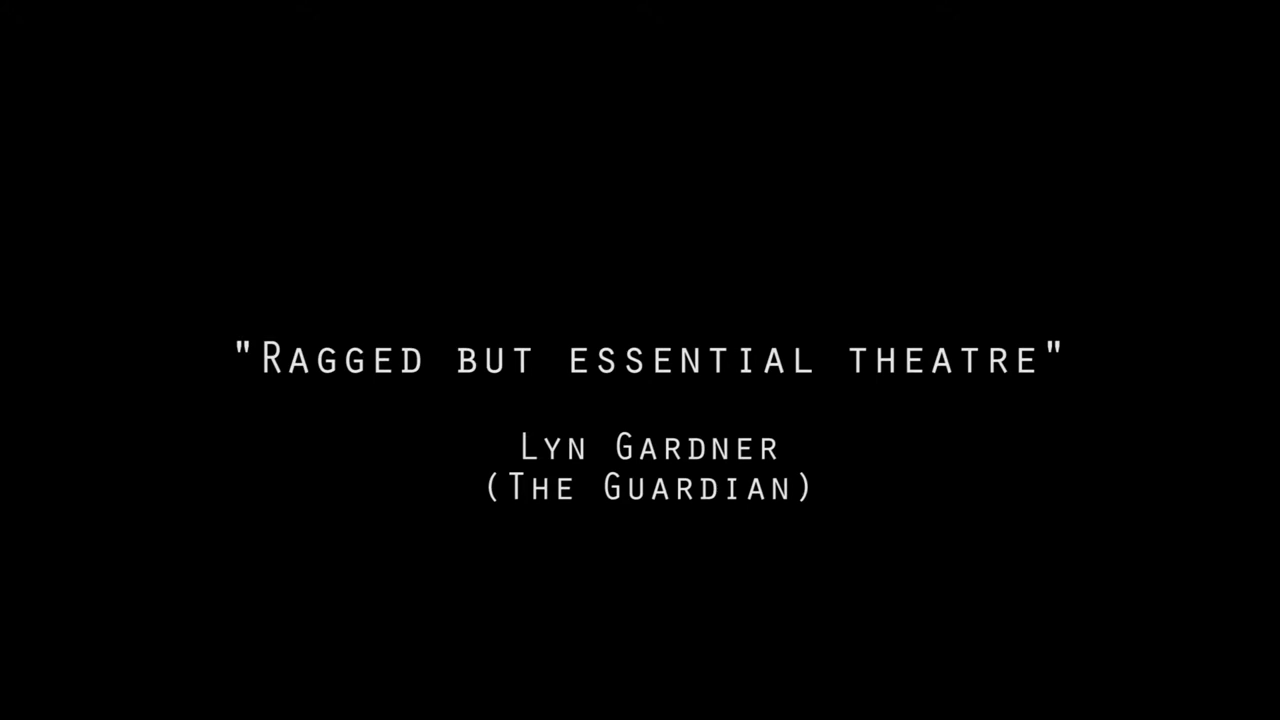 "Ragged but essential theatre"
Lyn Gardner
(The Guardian)